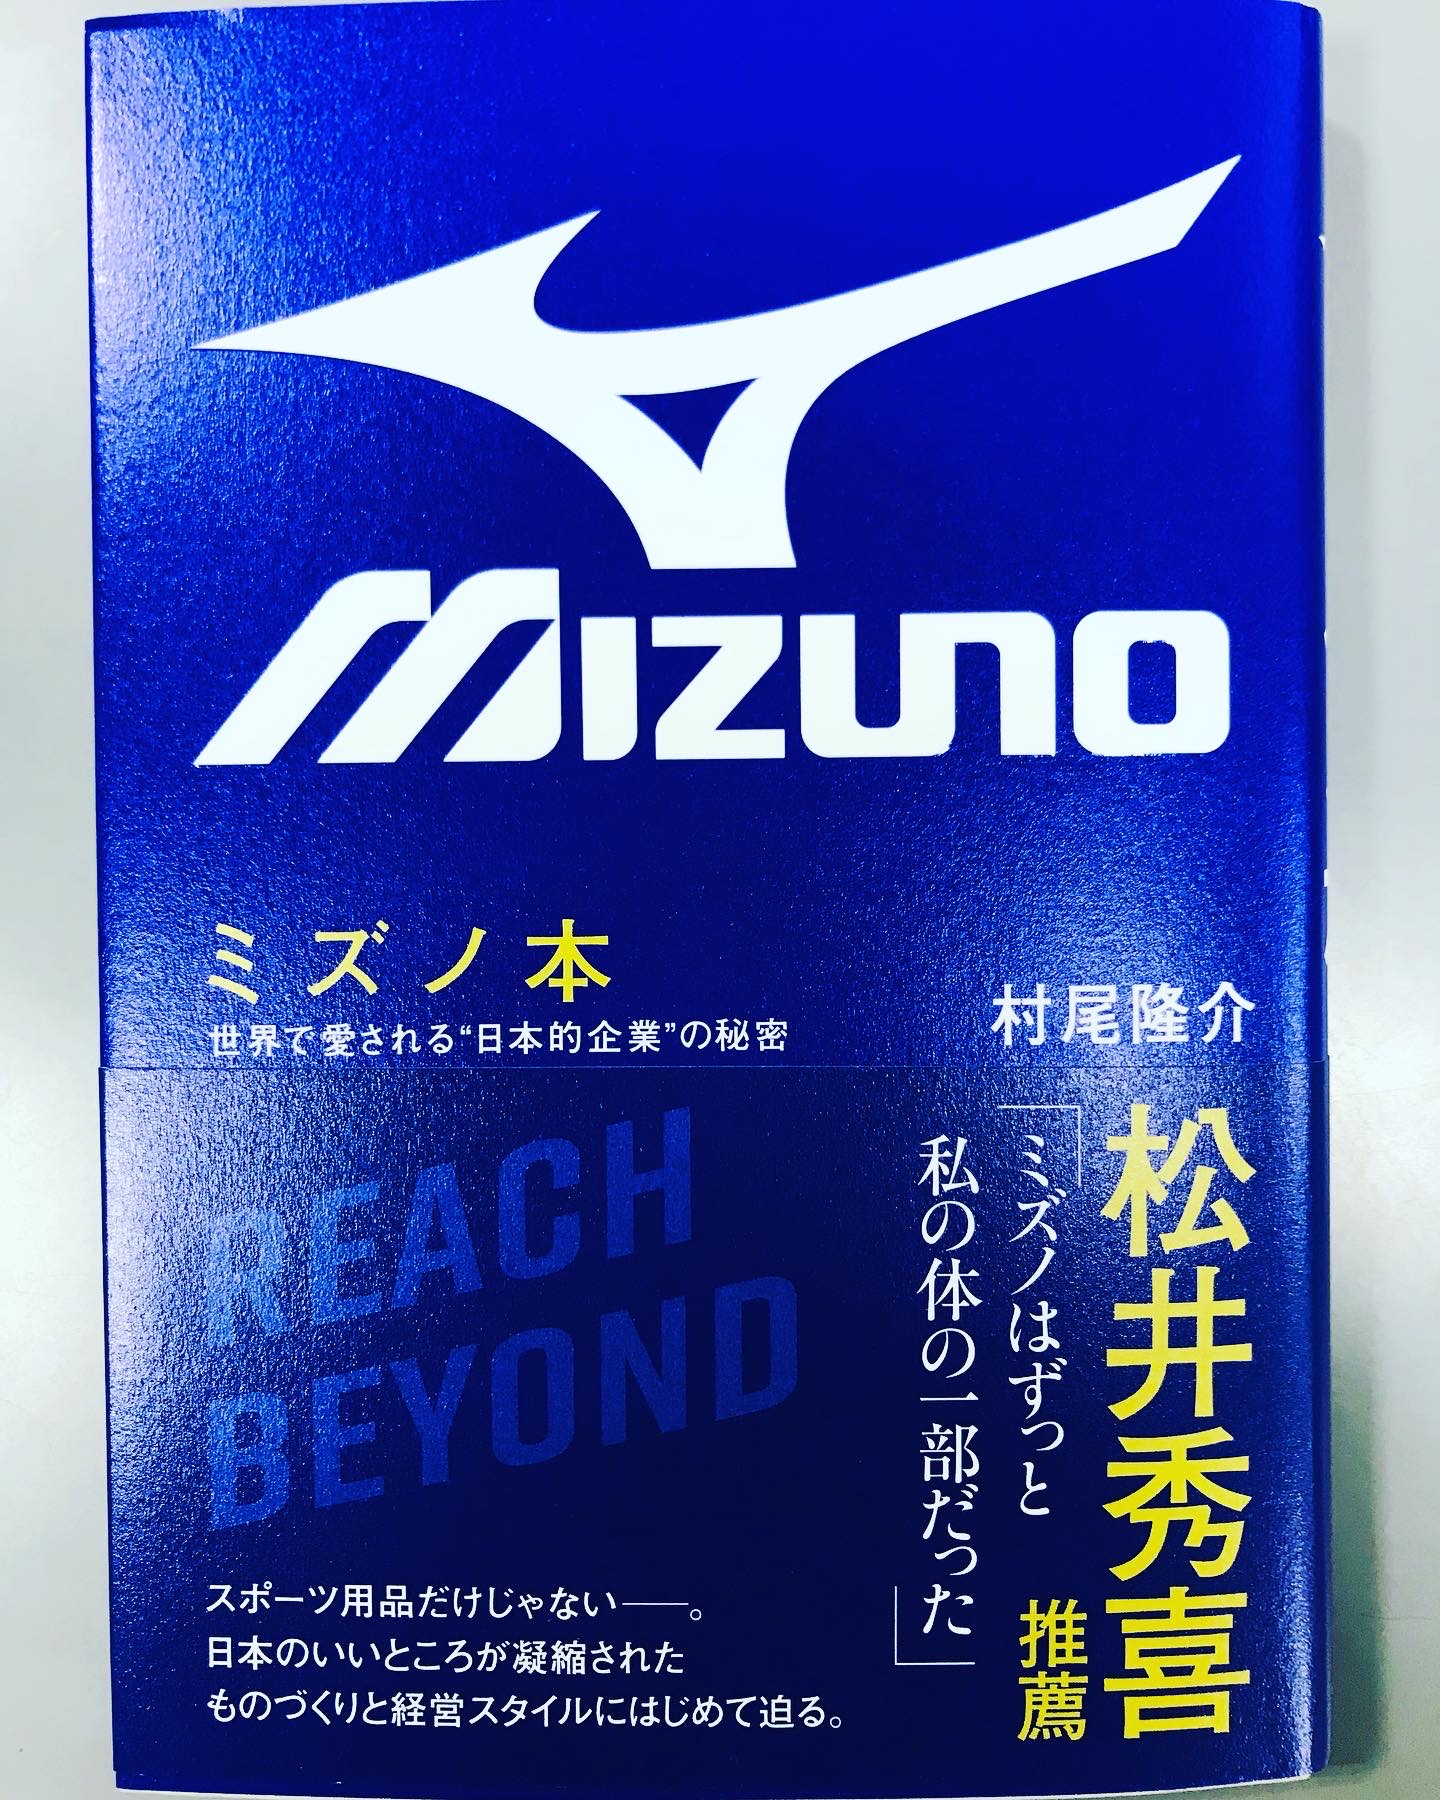 MIZUNO
ミズノ本
世界で愛される“日本的企業”の秘密
村尾隆介
松井秀喜
推薦
「ミズノはずっと
私の体の一部だった」
REACH
BEYOND
スポーツ用品だけじゃない――。
日本のいいところが凝縮された
ものづくりと経営スタイルにはじめて迫る。